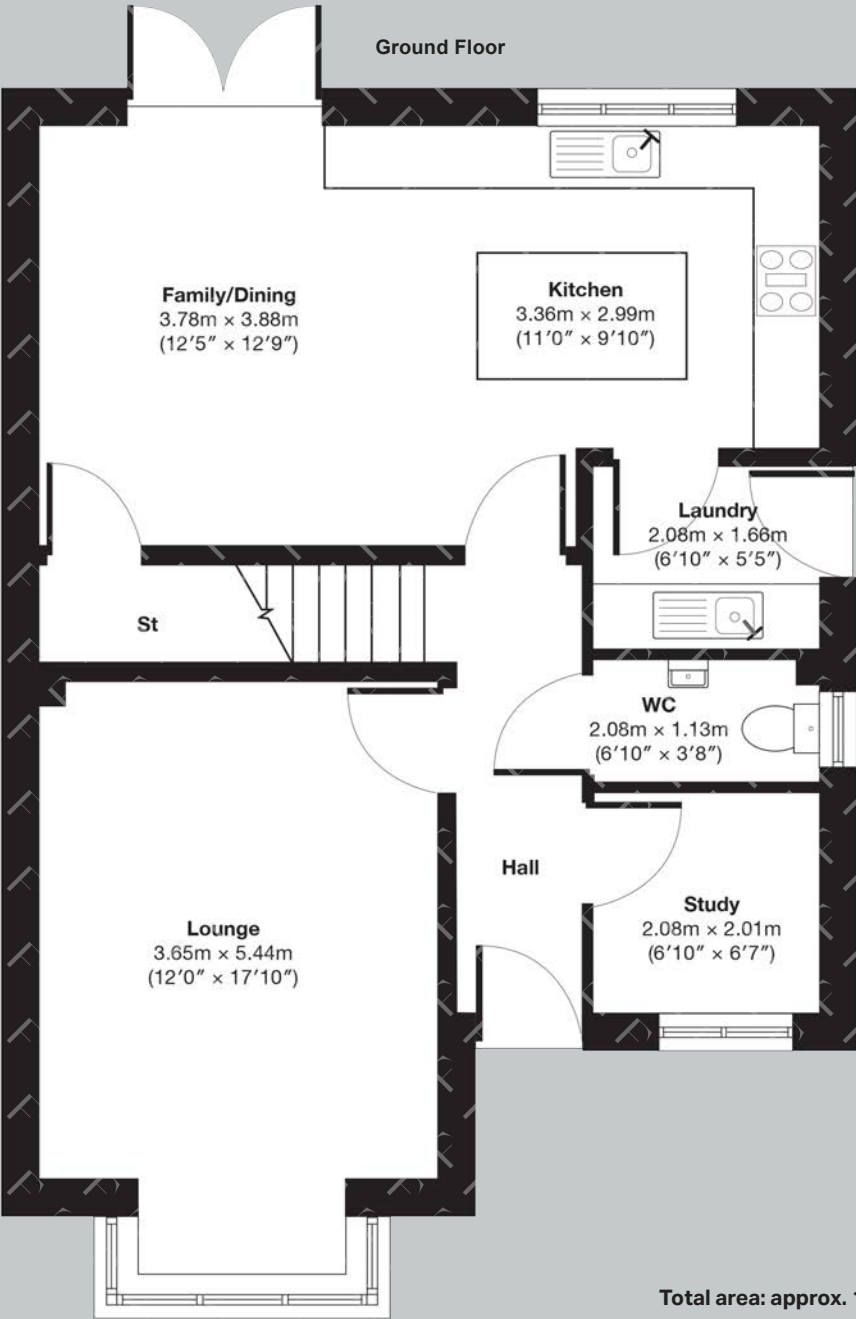 Ground Floor
Family/Dining
3.78m × 3.88m
(12′5″ × 12′9″)
Kitchen
3.36m × 2.99m
(11′0″ × 9′10″)
Laundry
2.08m × 1.66m
(6′10″ × 5′5″)
St
WC
2.08m × 1.13m
(6′10″ × 3′8″)
Hall
Study
2.08m × 2.01m
(6′10″ × 6′7″)
Lounge
3.65m × 5.44m
(12′0″ × 17′10″)
Total area: approx.